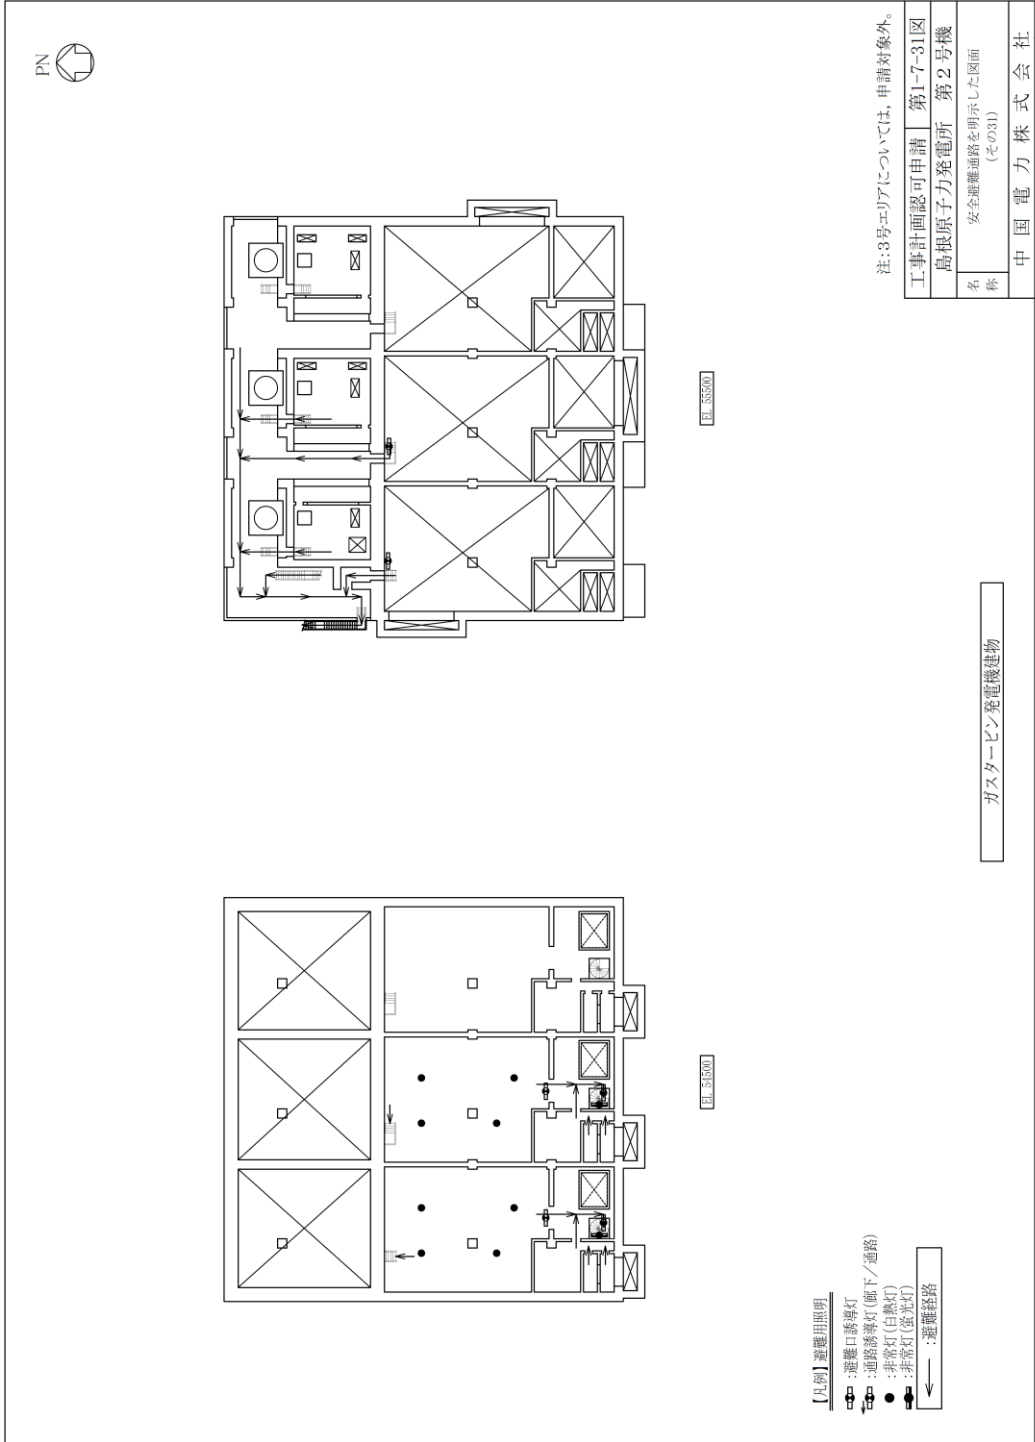 PN
EL 54500
EL 55500
【凡例】避難用照明
:避難口誘導灯
:通路誘導灯(廊下/通路)
:非常灯(白熱灯)
:非常灯(蛍光灯)
:避難経路
ガスタービン発電機建物
注:3号エリアについては,申請対象外。
工事計画認可申請 第1-7-31図
島根原子力発電所 第2号機
名称 安全避難通路を明示した図面
(その31)
中国電力株式会社